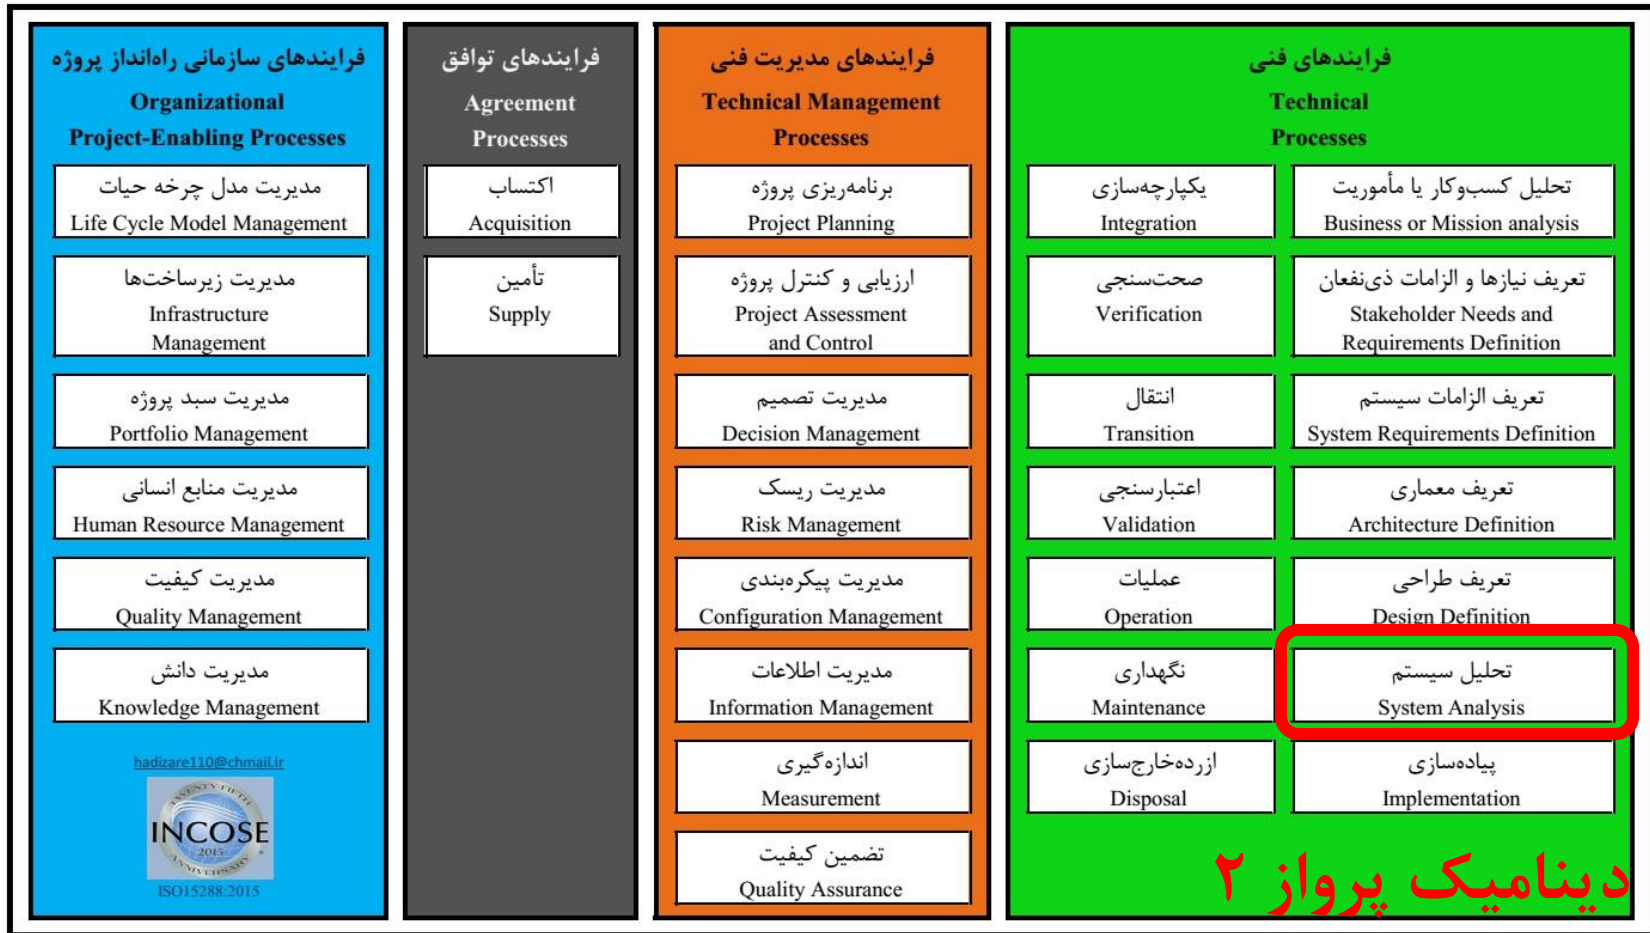 فرایندهای سازمانی راه‌انداز پروژه
Organizational
Project-Enabling Processes
مدیریت مدل چرخه حیات
Life Cycle Model Management
مدیریت زیرساخت‌ها
Infrastructure
Management
مدیریت سبد پروژه
Portfolio Management
مدیریت منابع انسانی
Human Resource Management
مدیریت کیفیت
Quality Management
مدیریت دانش
Knowledge Management
hadizare110@chmail.ir
TWENTY-FIFTH
INCOSE
2015
ANNIVERSARY
ISO15288:2015
فرایندهای توافق
Agreement
Processes
اکتساب
Acquisition
تأمین
Supply
فرایندهای مدیریت فنی
Technical Management
Processes
برنامه‌ریزی پروژه
Project Planning
ارزیابی و کنترل پروژه
Project Assessment
and Control
مدیریت تصمیم
Decision Management
مدیریت ریسک
Risk Management
مدیریت پیکره‌بندی
Configuration Management
مدیریت اطلاعات
Information Management
اندازه‌گیری
Measurement
تضمین کیفیت
Quality Assurance
فرایندهای فنی
Technical
Processes
تحلیل کسب‌وکار یا مأموریت
Business or Mission analysis
تعریف نیازها و الزامات ذی‌نفعان
Stakeholder Needs and
Requirements Definition
تعریف الزامات سیستم
System Requirements Definition
تعریف معماری
Architecture Definition
تعریف طراحی
Design Definition
تحلیل سیستم
System Analysis
پیاده‌سازی
Implementation
یکپارچه‌سازی
Integration
صحت‌سنجی
Verification
انتقال
Transition
اعتبارسنجی
Validation
عملیات
Operation
نگهداری
Maintenance
ازرده‌خارج‌سازی
Disposal
دینامیک پرواز ۲